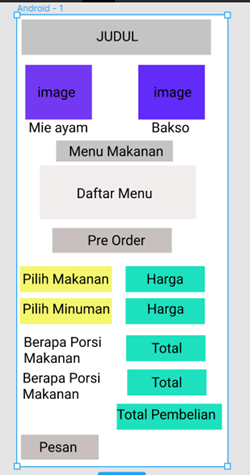 Android - 1
JUDUL
image image
Mie ayam Bakso
Menu Makanan
Daftar Menu
Pre Order
Pilih Makanan Harga
Pilih Minuman Harga
Berapa Porsi
Makanan
Total
Berapa Porsi
Makanan
Total
Total Pembelian
Pesan